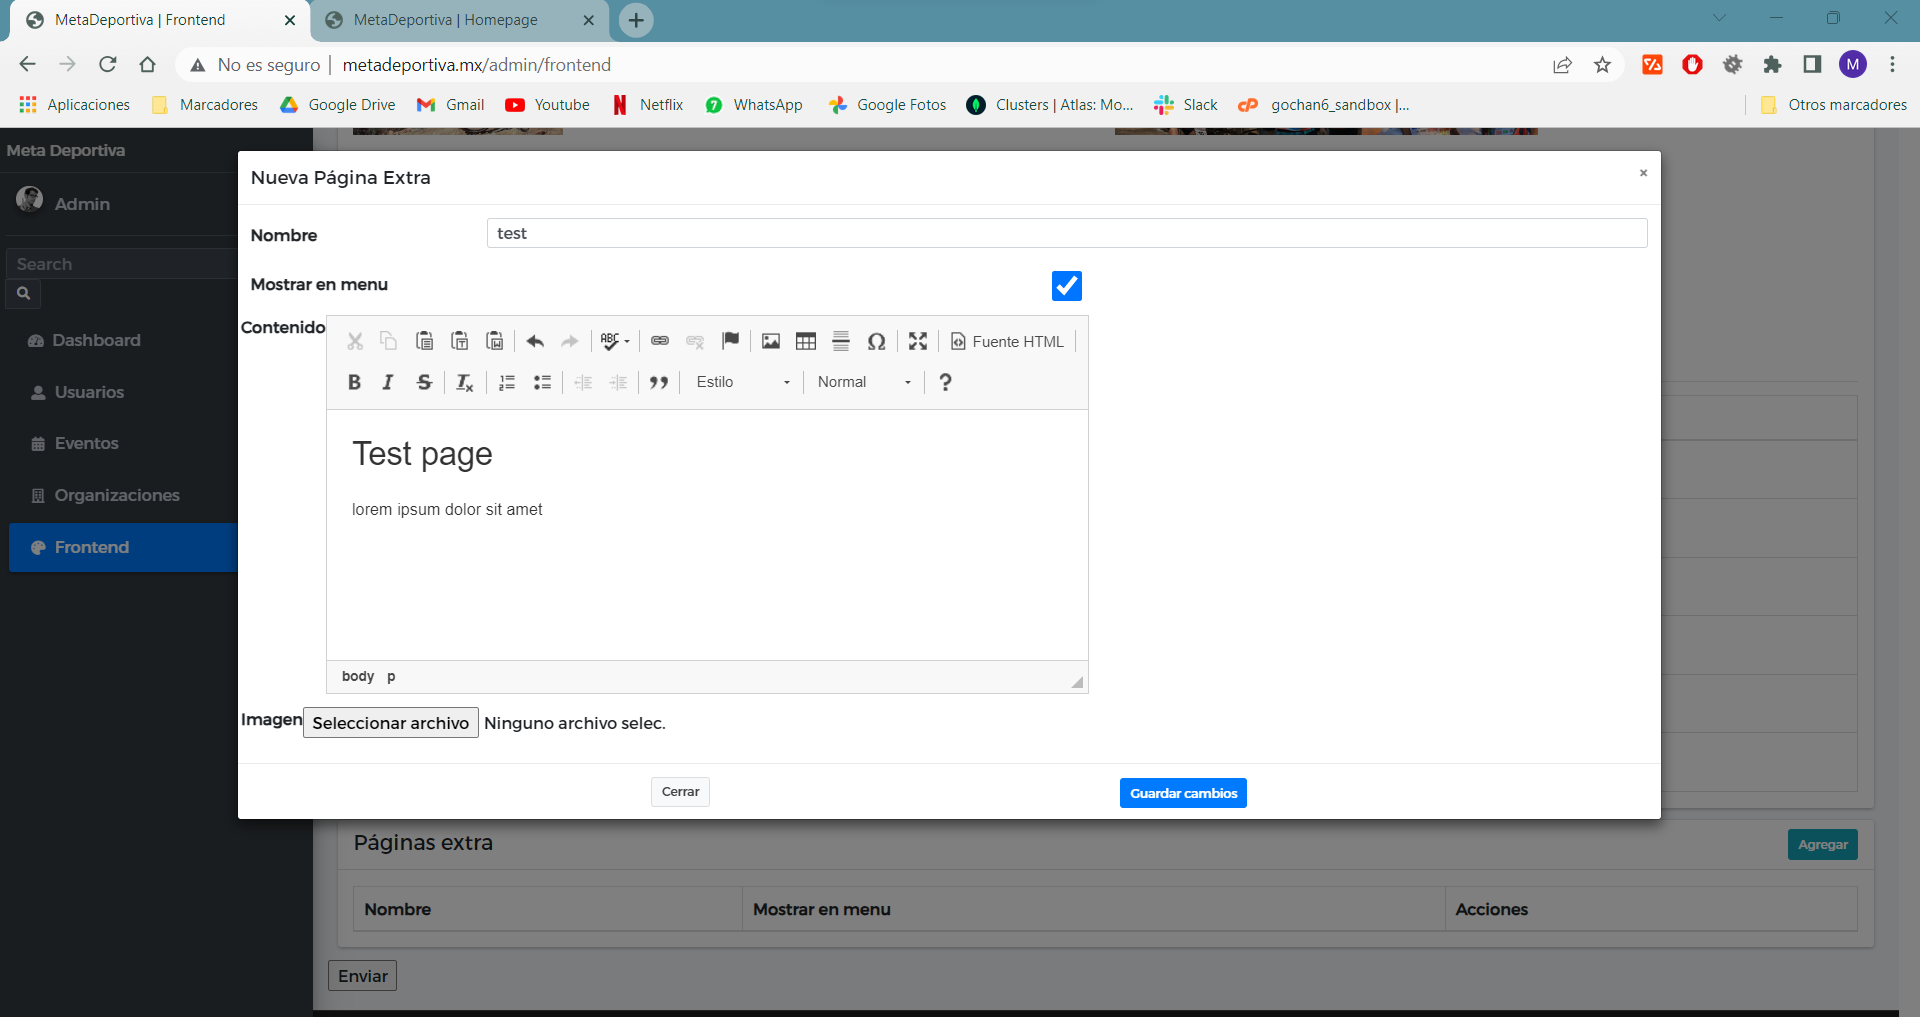 MetaDeportiva | Frontend
MetaDeportiva | Homepage
No es seguro | metadeportiva.mx/admin/frontend
M
Aplicaciones
Marcadores
Google Drive
Gmail
Youtube
Netflix
WhatsApp
Google Fotos
Clusters | Atlas: Mo...
Slack
gochan6_sandbox |...
Otros marcadores
Meta Deportiva
Admin
Search
Dashboard
Usuarios
Eventos
Organizaciones
Frontend
Nueva Página Extra
×
Nombre
test
Mostrar en menu
Contenido
ABC
Ω
Fuente HTML
B I S Tx
Estilo
Normal
?
Test page
lorem ipsum dolor sit amet
body p
Imagen
Seleccionar archivo
Ninguno archivo selec.
Cerrar
Guardar cambios
Páginas extra
Agregar
Nombre
Mostrar en menu
Acciones
Enviar